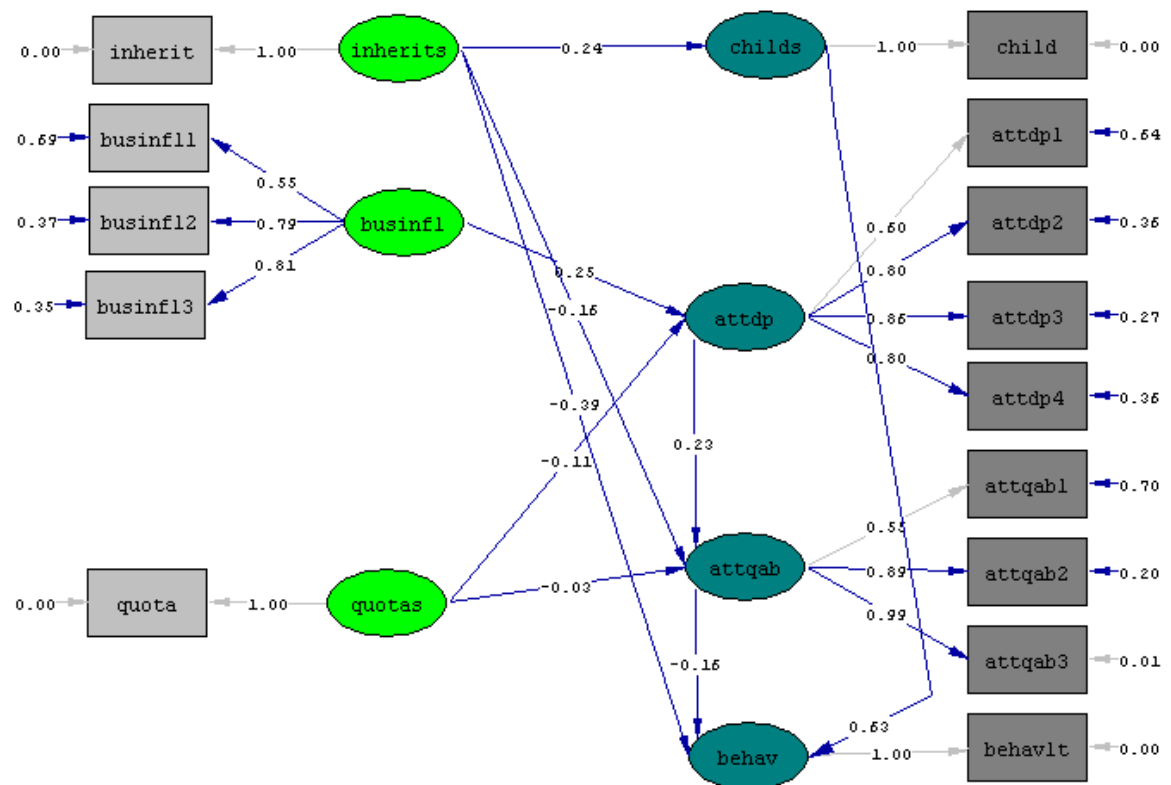 0.00 inherit 1.00 inherits 0.24 childs 1.00 child 0.00
0.69 businfl1 0.55
0.37 businfl2 0.79 businfl
0.35 businfl3 0.81
attdp1 0.64
0.60 attdp2 0.36
0.80
0.25 attdp 0.86 attdp3 0.27
-0.16
0.80 attdp4 0.36
-0.39
-0.11 0.23
attqab1 0.70
0.55
0.00 quota 1.00 quotas -0.03 attqab 0.89 attqab2 0.20
0.99
-0.16 attqab3 0.01
0.63
behav 1.00 behavlt 0.00